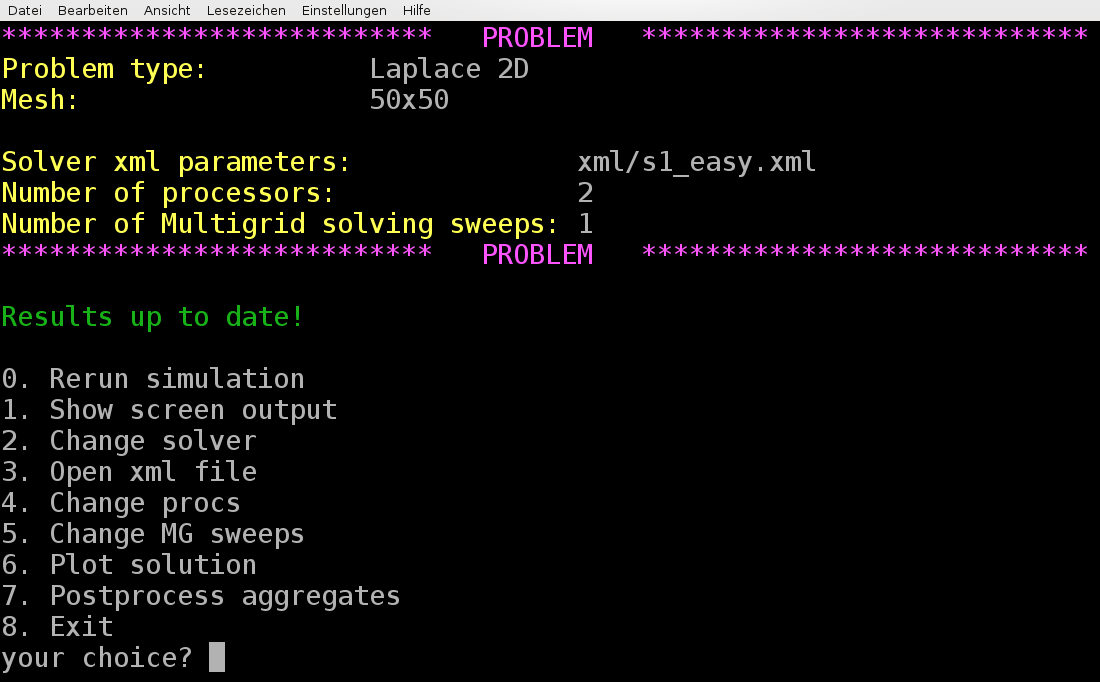 Datei Bearbeiten Ansicht Lesezeichen Einstellungen Hilfe
*************************** PROBLEM ****************************
Problem type: Laplace 2D
Mesh: 50x50
Solver xml parameters: xml/s1_easy.xml
Number of processors: 2
Number of Multigrid solving sweeps: 1
*************************** PROBLEM ****************************
Results up to date!
0. Rerun simulation
1. Show screen output
2. Change solver
3. Open xml file
4. Change procs
5. Change MG sweeps
6. Plot solution
7. Postprocess aggregates
8. Exit
your choice?